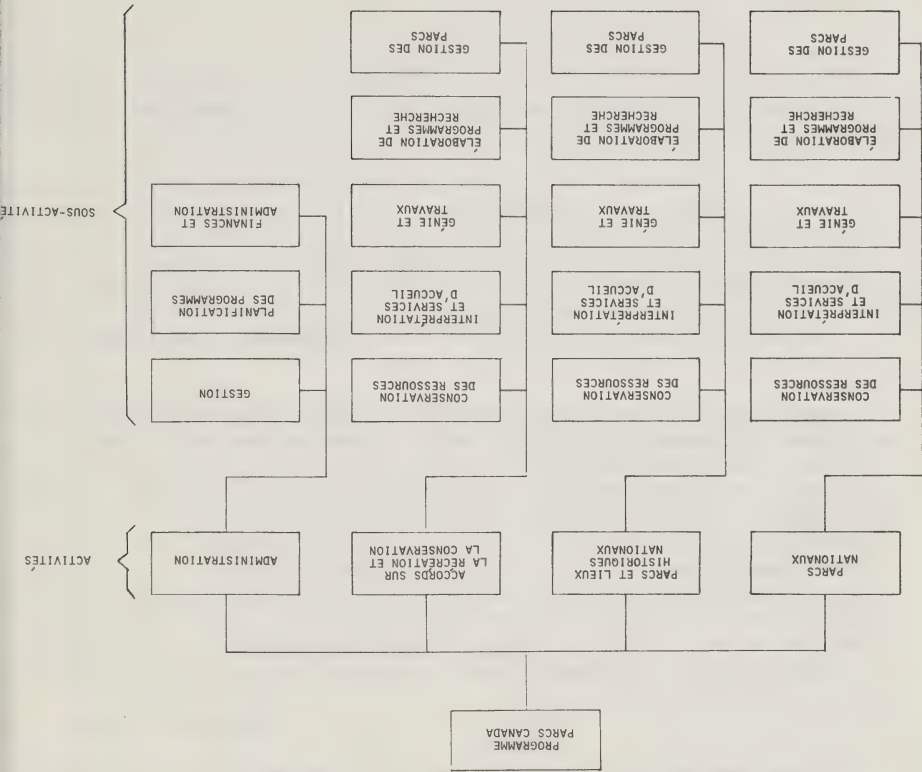 PROGRAMME
PARCS CANADA
PARCS
NATIONAUX
PARCS ET LIEUX
HISTORIQUES
NATIONAUX
ACCORDS SUR
LA RÉCRÉATION ET
LA CONSERVATION
ADMINISTRATION
ACTIVITÉS
CONSERVATION
DES RESSOURCES
CONSERVATION
DES RESSOURCES
CONSERVATION
DES RESSOURCES
GESTION
INTERPRÉTATION
ET SERVICES
D'ACCUEIL
INTERPRÉTATION
ET SERVICES
D'ACCUEIL
INTERPRÉTATION
ET SERVICES
D'ACCUEIL
PLANIFICATION
DES PROGRAMMES
GÉNIE ET
TRAVAUX
GÉNIE ET
TRAVAUX
GÉNIE ET
TRAVAUX
FINANCES ET
ADMINISTRATION
SOUS-ACTIVITÉ
ÉLABORATION DE
PROGRAMMES ET
RECHERCHE
ÉLABORATION DE
PROGRAMMES ET
RECHERCHE
ÉLABORATION DE
PROGRAMMES ET
RECHERCHE
GESTION DES
PARCS
GESTION DES
PARCS
GESTION DES
PARCS